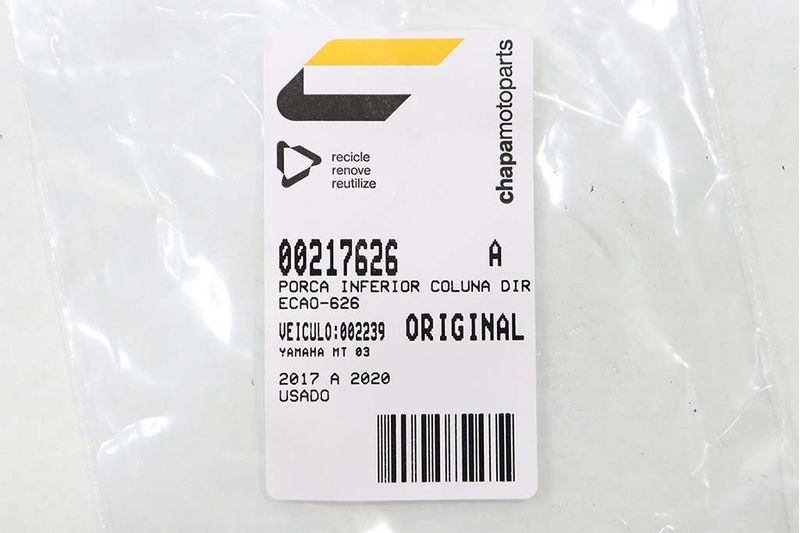 chapamotoparts
recicle
renove
reutilize
00217626 A
PORCA INFERIOR COLUNA DIR
ECAO-626
VEICULO:002239 ORIGINAL
YAMAHA MT 03
2017 A 2020
USADO